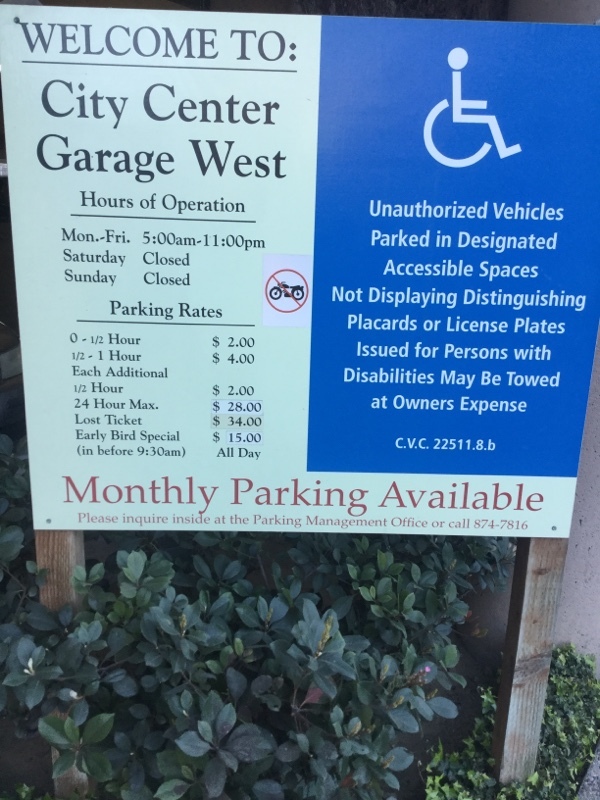 WELCOME TO:
City Center
Garage West
Hours of Operation
Mon.-Fri. 5:00am-11:00pm
Saturday Closed
Sunday Closed
Parking Rates
0 - 1/2 Hour $ 2.00
1/2 - 1 Hour $ 4.00
Each Additional
1/2 Hour $ 2.00
24 Hour Max. $ 28.00
Lost Ticket $ 34.00
Early Bird Special $ 15.00
(in before 9:30am) All Day
Unauthorized Vehicles
Parked in Designated
Accessible Spaces
Not Displaying Distinguishing
Placards or License Plates
Issued for Persons with
Disabilities May Be Towed
at Owners Expense
C.V.C. 22511.8.b
Monthly Parking Available
Please inquire inside at the Parking Management Office or call 874-7816